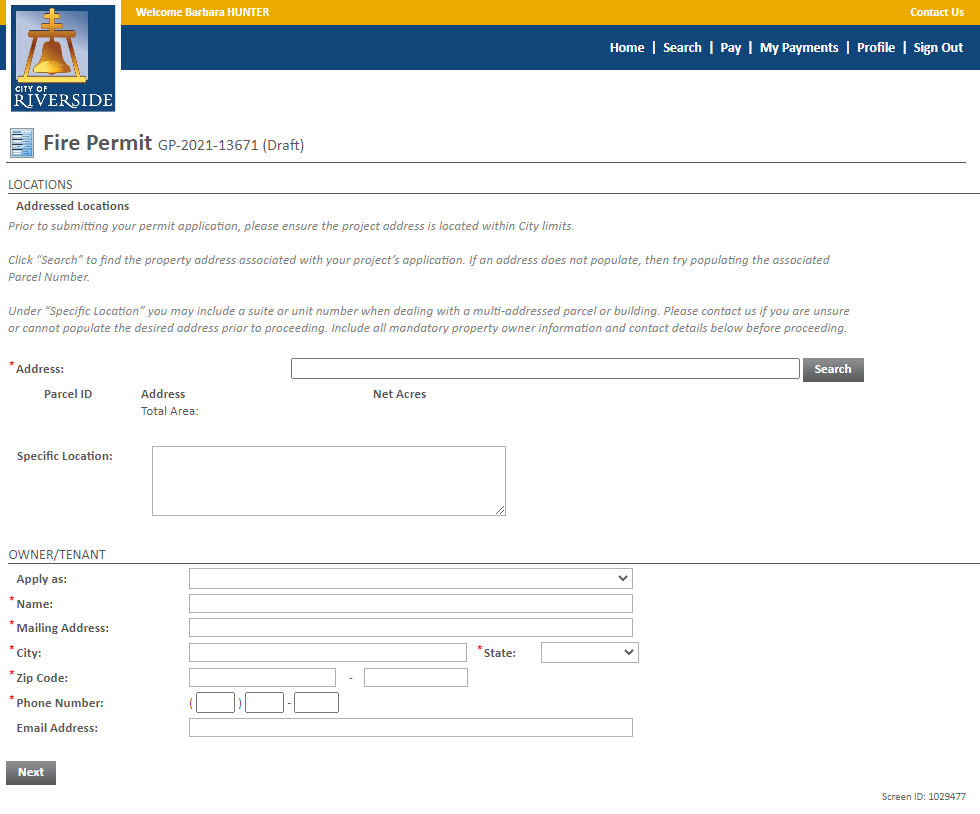 Welcome Barbara HUNTER
Contact Us
Home | Search | Pay | My Payments | Profile | Sign Out
CITY OF
RIVERSIDE
Fire Permit GP-2021-13671 (Draft)
LOCATIONS
Addressed Locations
Prior to submitting your permit application, please ensure the project address is located within City limits.
Click “Search” to find the property address associated with your project’s application. If an address does not populate, then try populating the associated
Parcel Number.
Under “Specific Location” you may include a suite or unit number when dealing with a multi-addressed parcel or building. Please contact us if you are unsure
or cannot populate the desired address prior to proceeding. Include all mandatory property owner information and contact details below before proceeding.
*Address: Search
Parcel ID Address Net Acres
Total Area:
Specific Location:
OWNER/TENANT
Apply as:
*Name:
*Mailing Address:
*City: *State:
*Zip Code: -
*Phone Number: ( ) -
Email Address:
Next
Screen ID: 1029477